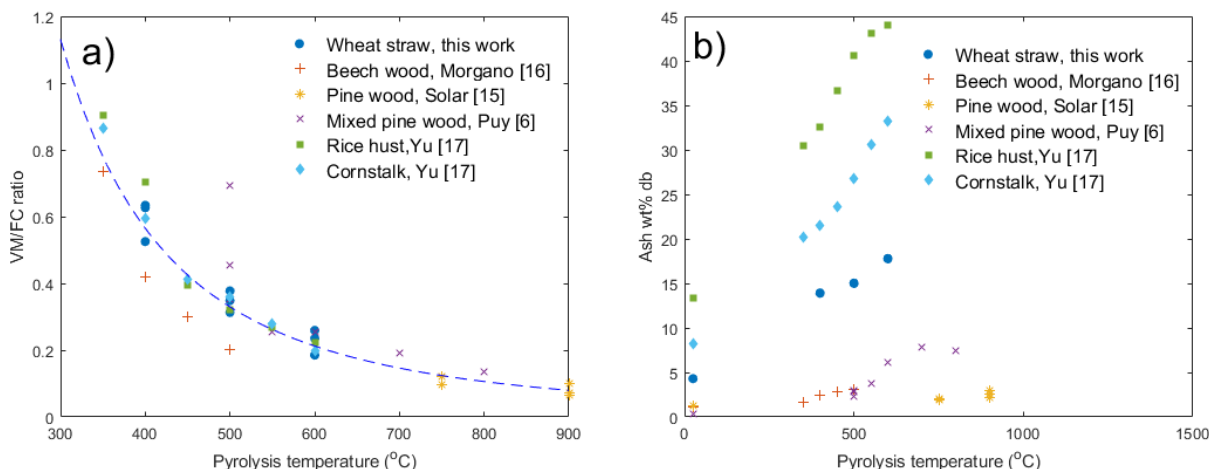 a)
1.2
1
0.8
0.6
0.4
0.2
0
VM/FC ratio
Wheat straw, this work
Beech wood, Morgano [16]
Pine wood, Solar [15]
Mixed pine wood, Puy [6]
Rice hust,Yu [17]
Cornstalk, Yu [17]
300 400 500 600 700 800 900
Pyrolysis temperature (°C)
b)
45
40
35
30
25
20
15
10
5
0
Ash wt% db
Wheat straw, this work
Beech wood, Morgano [16]
Pine wood, Solar [15]
Mixed pine wood, Puy [6]
Rice hust,Yu [17]
Cornstalk, Yu [17]
0 500 1000 1500
Pyrolysis temperature (°C)